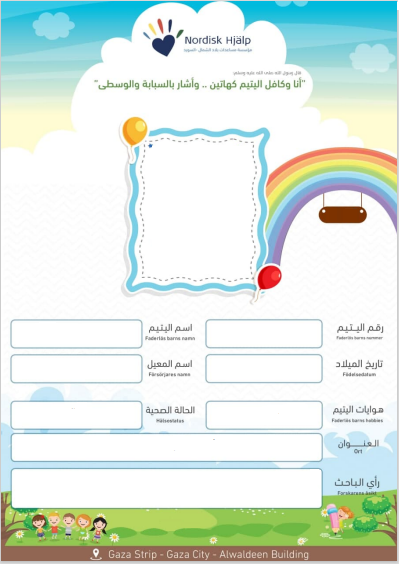 Nordisk Hjälp
مؤسسة مساعدات بلاد الشمال - السويد
قال رسول الله صلى الله عليه وسلم
"أنا وكافل اليتيم كهاتين .. وأشار بالسبابة والوسطى"
رقم اليتيم
Faderlös barns nummer
اسم اليتيم
Faderlös barns namn
تاريخ الميلاد
Födelsedatum
اسم المعيل
Försörjares namn
هوايات اليتيم
Faderlös barns hobbies
الحالة الصحية
Hälsostatus
العنوان
Ort
رأي الباحث
Forskarens åsikt
Gaza Strip - Gaza City - Alwaldeen Building